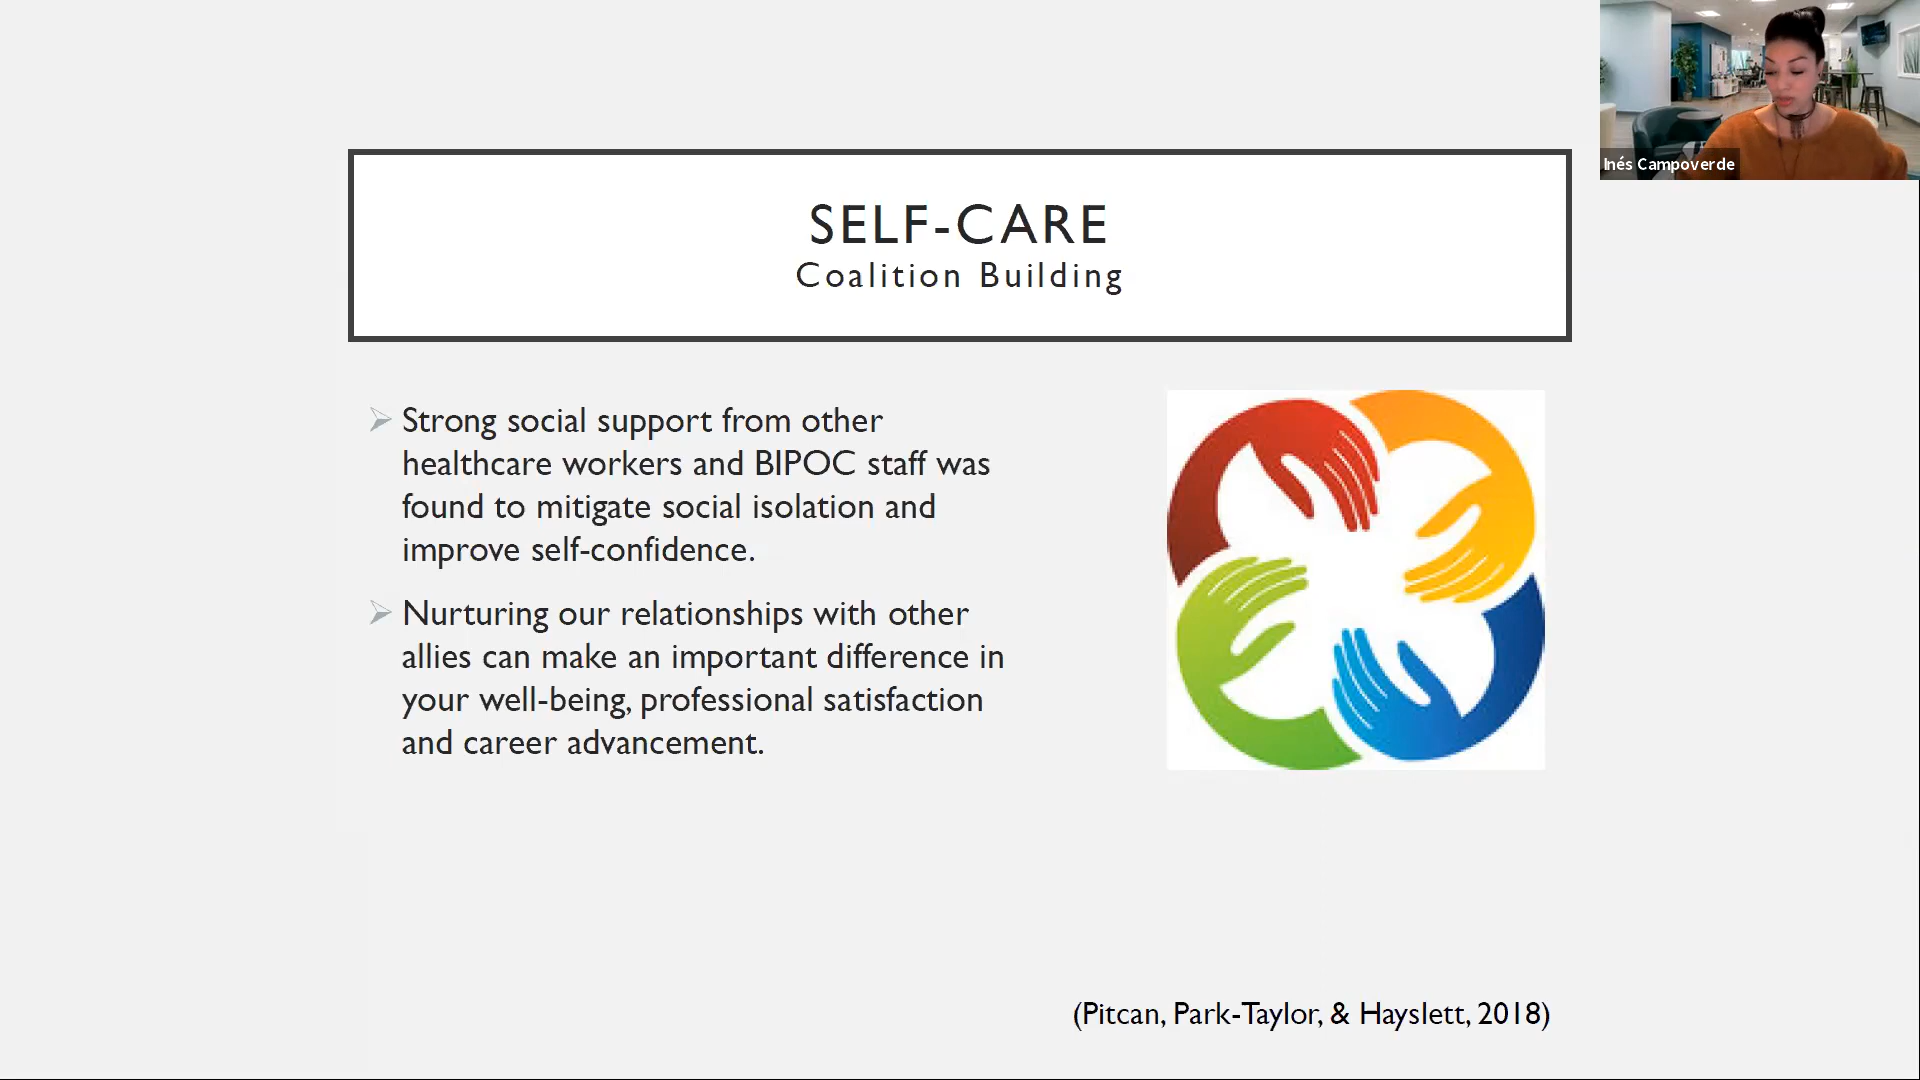 Inés Campoverde
SELF-CARE
Coalition Building
Strong social support from other
healthcare workers and BIPOC staff was
found to mitigate social isolation and
improve self-confidence.
Nurturing our relationships with other
allies can make an important difference in
your well-being, professional satisfaction
and career advancement.
(Pitcan, Park-Taylor, & Hayslett, 2018)